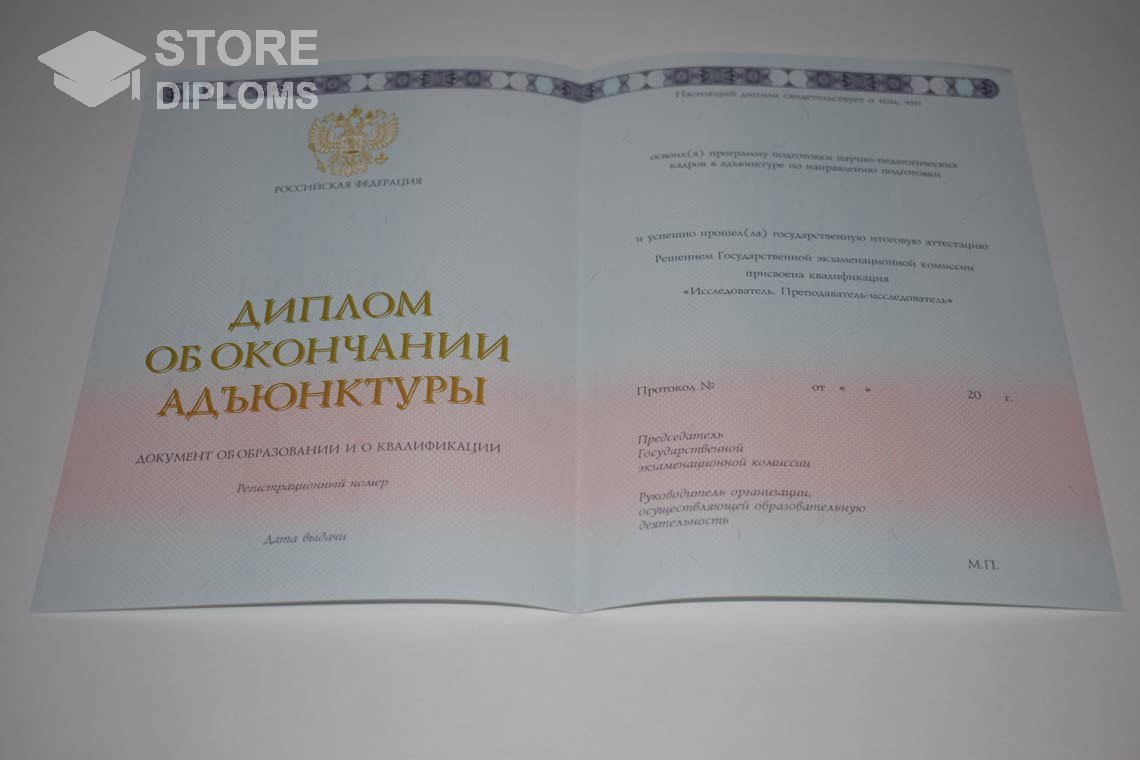 STORE
DIPLOMS
РОССИЙСКАЯ ФЕДЕРАЦИЯ
ДИПЛОМ
ОБ ОКОНЧАНИИ
АДЪЮНКТУРЫ
ДОКУМЕНТ ОБ ОБРАЗОВАНИИ И О КВАЛИФИКАЦИИ
Регистрационный номер
Дата выдачи
Настоящий диплом свидетельствует о том, что
освоил(а) программу подготовки научно-педагогических
кадров в адъюнктуре по направлению подготовки
и успешно прошел(ла) государственную итоговую аттестацию
Решением Государственной экзаменационной комиссии
присвоена квалификация
«Исследователь. Преподаватель-исследователь»
Протокол № от « » 20 г.
Председатель
Государственной
экзаменационной комиссии
Руководитель организации,
осуществляющей образовательную
деятельность
М.П.